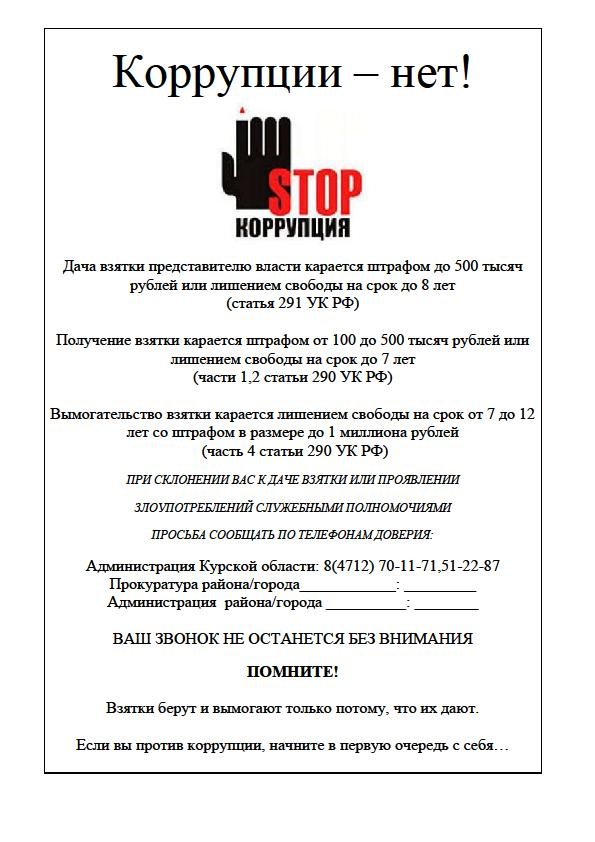 Коррупции – нет!
STOP
КОРРУПЦИЯ
Дача взятки представителю власти карается штрафом до 500 тысяч
рублей или лишением свободы на срок до 8 лет
(статья 291 УК РФ)
Получение взятки карается штрафом от 100 до 500 тысяч рублей или
лишением свободы на срок до 7 лет
(части 1,2 статьи 290 УК РФ)
Вымогательство взятки карается лишением свободы на срок от 7 до 12
лет со штрафом в размере до 1 миллиона рублей
(часть 4 статьи 290 УК РФ)
ПРИ СКЛОНЕНИИ ВАС К ДАЧЕ ВЗЯТКИ ИЛИ ПРОЯВЛЕНИИ
ЗЛОУПОТРЕБЛЕНИЙ СЛУЖЕБНЫМИ ПОЛНОМОЧИЯМИ
ПРОСЬБА СООБЩАТЬ ПО ТЕЛЕФОНАМ ДОВЕРИЯ:
Администрация Курской области: 8(4712) 70-11-71,51-22-87
Прокуратура района/города____________: _________
Администрация  района/города __________: ________
ВАШ ЗВОНОК НЕ ОСТАНЕТСЯ БЕЗ ВНИМАНИЯ
ПОМНИТЕ!
Взятки берут и вымогают только потому, что их дают.
Если вы против коррупции, начните в первую очередь с себя…